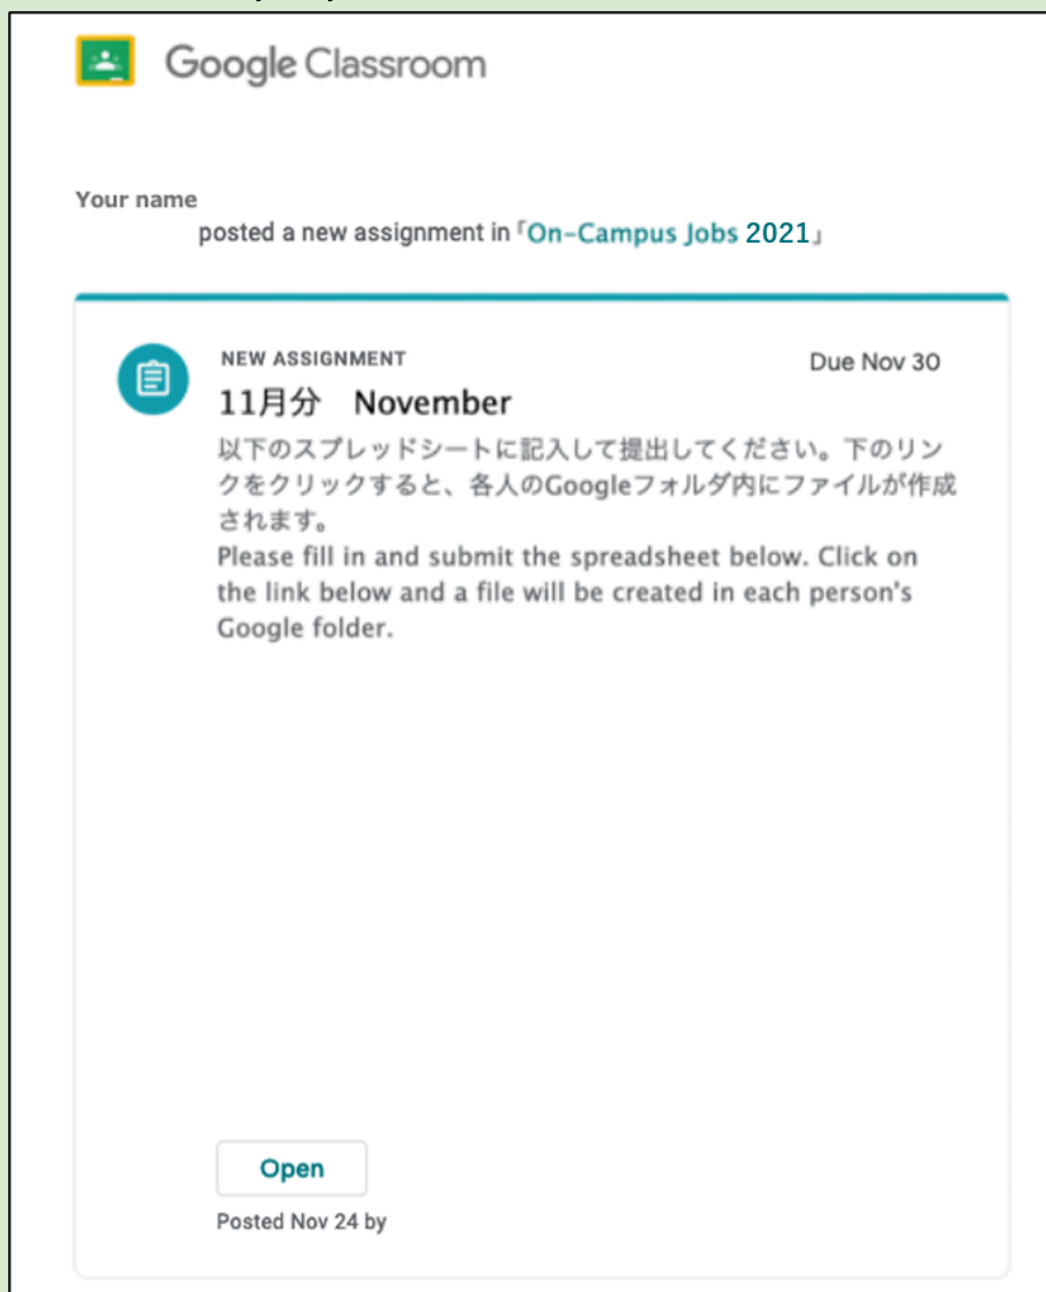 Google Classroom
Your name
posted a new assignment in「On-Campus Jobs 2021」
NEW ASSIGNMENT
Due Nov 30
11月分　November
以下のスプレッドシートに記入して提出してください。下のリン
クをクリックすると、各人のGoogleフォルダ内にファイルが作成
されます。
Please fill in and submit the spreadsheet below. Click on
the link below and a file will be created in each person's
Google folder.
Open
Posted Nov 24 by